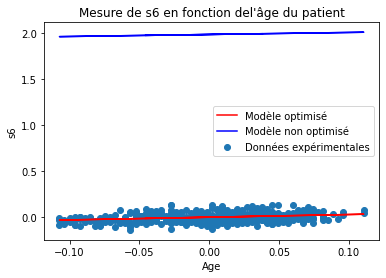 Mesure de s6 en fonction del'âge du patient
2.0
1.5
1.0
0.5
0.0
s6
Modèle optimisé
Modèle non optimisé
Données expérimentales
−0.10
−0.05
0.00
0.05
0.10
Age